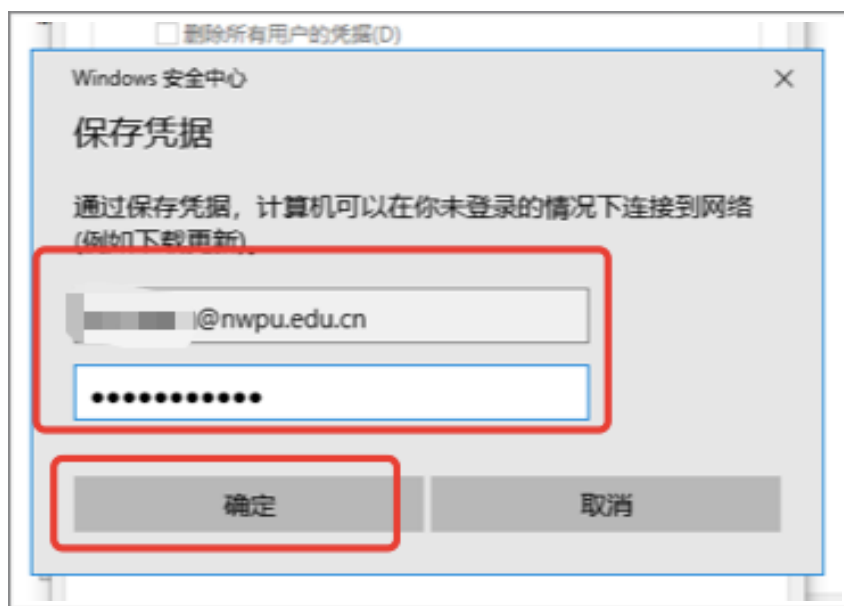 删除所有用户的凭据(D)
Windows 安全中心
保存凭据
通过保存凭据，计算机可以在你未登录的情况下连接到网络
(例如下载更新)。
@nwpu.edu.cn
●●●●●●●●●●●
确定
取消